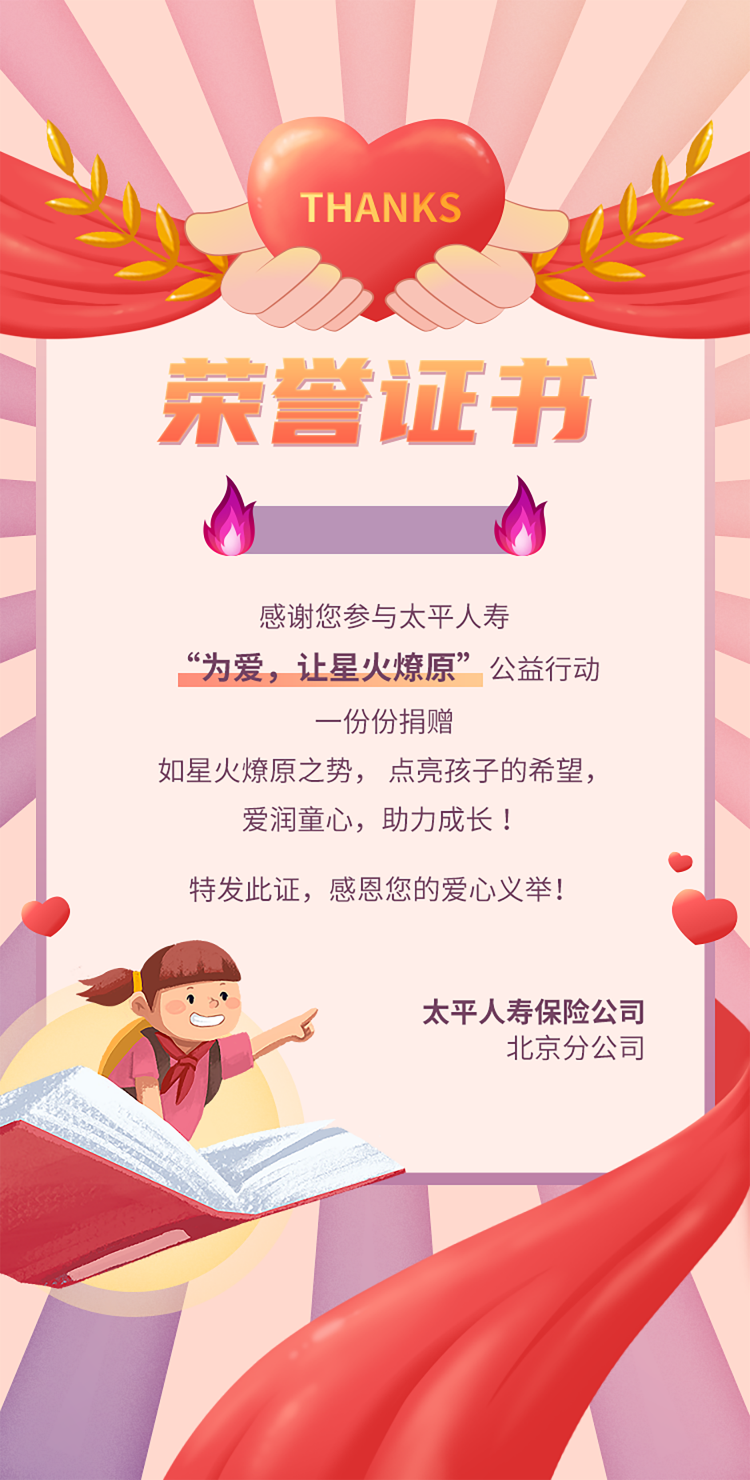 THANKS
荣誉证书
感谢您参与太平人寿
“为爱，让星火燎原”公益行动
一份份捐赠
如星火燎原之势， 点亮孩子的希望，
爱润童心，助力成长！
特发此证，感恩您的爱心义举！
太平人寿保险公司
北京分公司